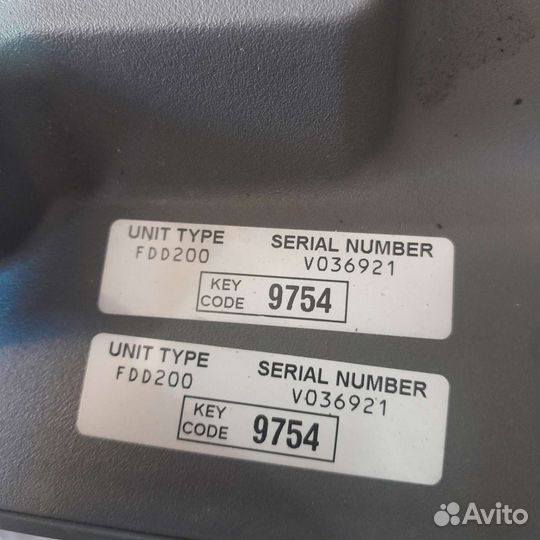 UNIT TYPE SERIAL NUMBER
FDD200 V036921
KEY CODE 9754
UNIT TYPE SERIAL NUMBER
FDD200 V036921
KEY CODE 9754
Avito